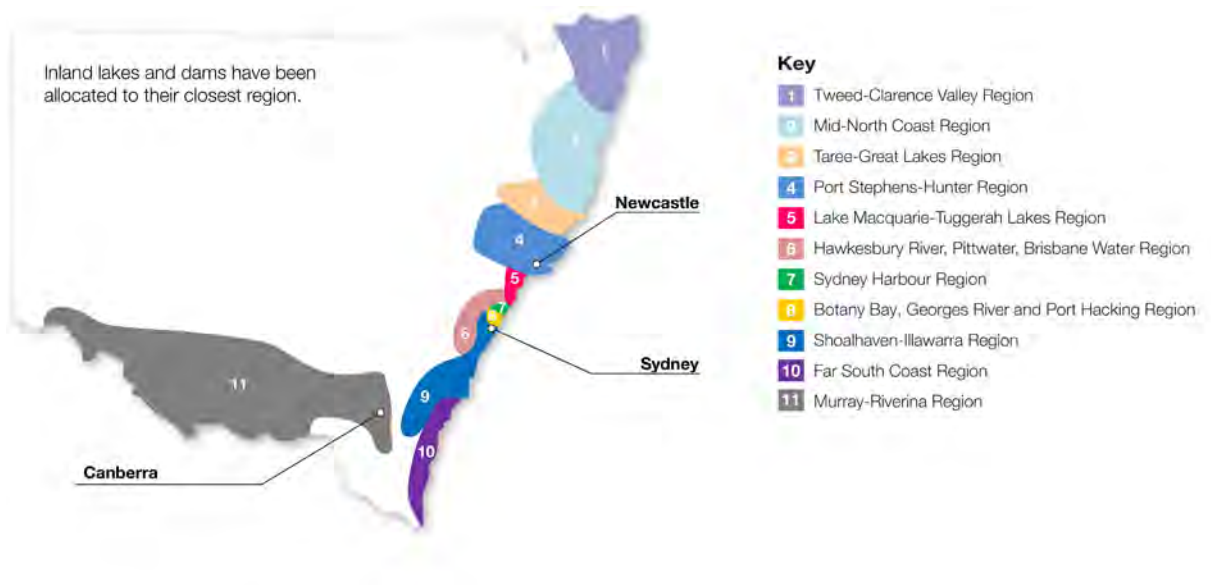 Inland lakes and dams have been
allocated to their closest region.
1
4
Newcastle
5
7
6
Sydney
9
11
10
Canberra
Key
1 Tweed-Clarence Valley Region
Mid-North Coast Region
Taree-Great Lakes Region
4 Port Stephens-Hunter Region
5 Lake Macquarie-Tuggerah Lakes Region
6 Hawkesbury River, Pittwater, Brisbane Water Region
7 Sydney Harbour Region
8 Botany Bay, Georges River and Port Hacking Region
9 Shoalhaven-Illawarra Region
10 Far South Coast Region
11 Murray-Riverina Region